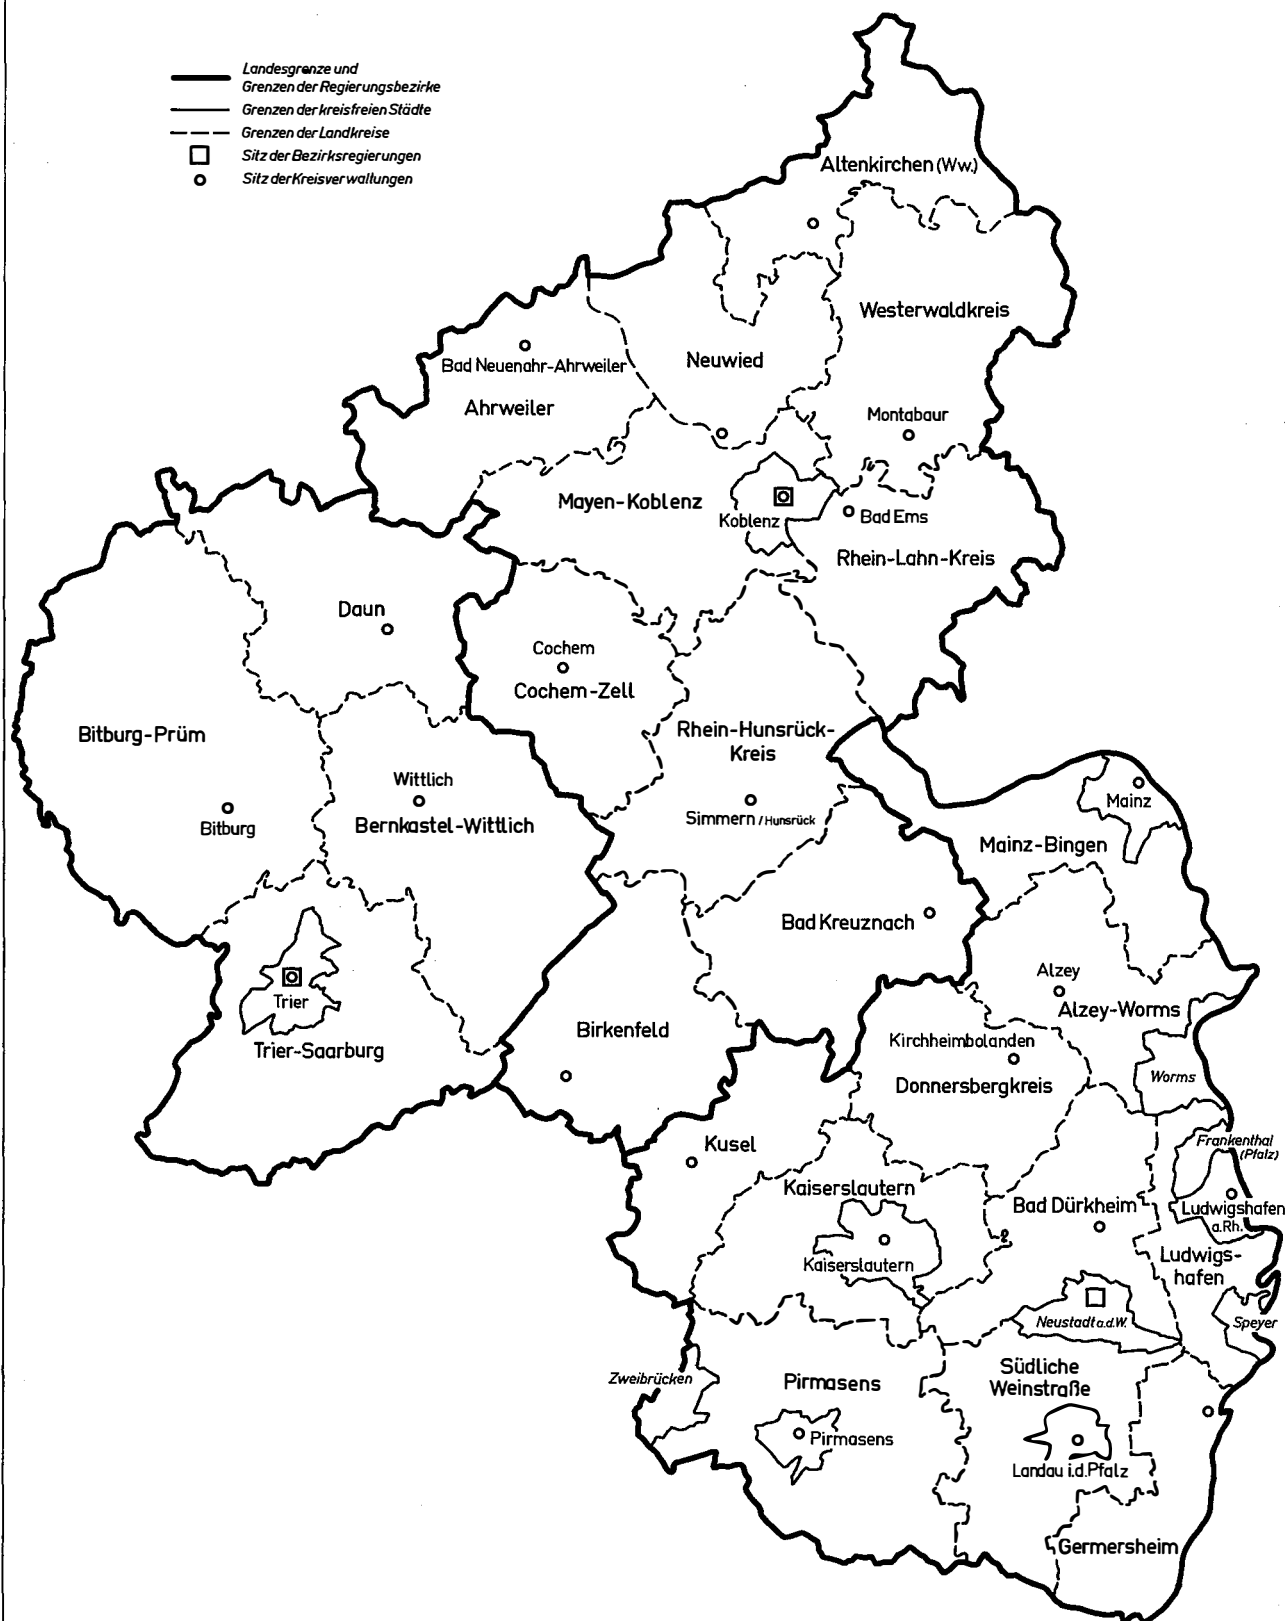 Landesgrenze und
Grenzen der Regierungsbezirke
Grenzen der kreisfreien Städte
Grenzen der Landkreise
Sitz der Bezirksregierungen
Sitz der Kreisverwaltungen
Altenkirchen (Ww.)
Westerwaldkreis
Neuwied
Bad Neuenahr-Ahrweiler
Ahrweiler
Montabaur
Mayen-Koblenz
Koblenz
Bad Ems
Rhein-Lahn-Kreis
Daun
Cochem
Cochem-Zell
Bitburg-Prüm
Rhein-Hunsrück-
Kreis
Wittlich
Bitburg
Bernkastel-Wittlich
Simmern / Hunsrück
Mainz
Mainz-Bingen
Bad Kreuznach
Alzey
Alzey-Worms
Trier
Trier-Saarburg
Birkenfeld
Kirchheimbolanden
Donnersbergkreis
Worms
Kusel
Frankenthal
(Pfalz)
Kaiserslautern
Bad Dürkheim
Ludwigshafen
a.Rh.
Kaiserslautern
Ludwigs-
hafen
Neustadt a.d.W.
Speyer
Zweibrücken
Pirmasens
Südliche
Weinstraße
Pirmasens
Landau i.d.Pfalz
Germersheim